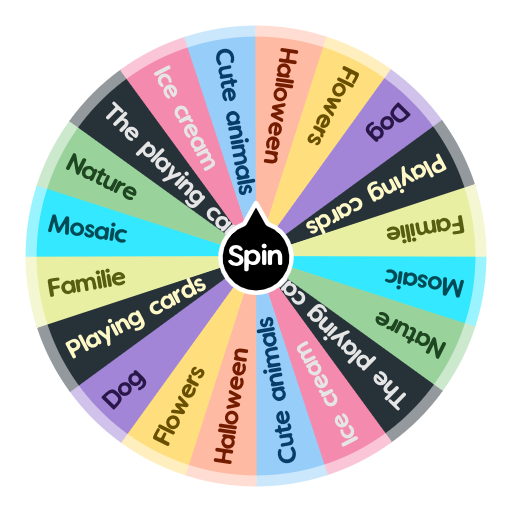 Halloween
Flowers
Dog
Playing cards
Familie
Mosaic
Nature
The playing ca
Ice cream
Cute animals
Halloween
Flowers
Dog
Playing cards
Familie
Mosaic
Nature
The playing ca
Ice cream
Cute animals
Spin